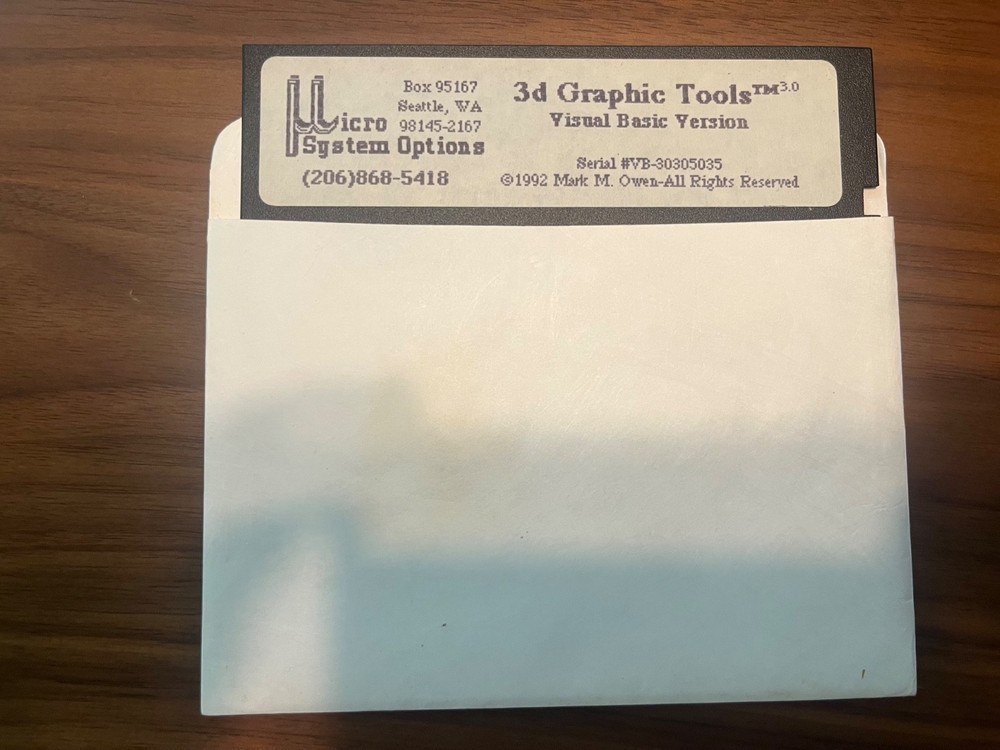 µicro
System Options
Box 95167
Seattle, WA
98145-2167
(206)868-5418
3d Graphic Tools™3.0
Visual Basic Version
Serial #VB-30305035
©1992 Mark M. Owen-All Rights Reserved